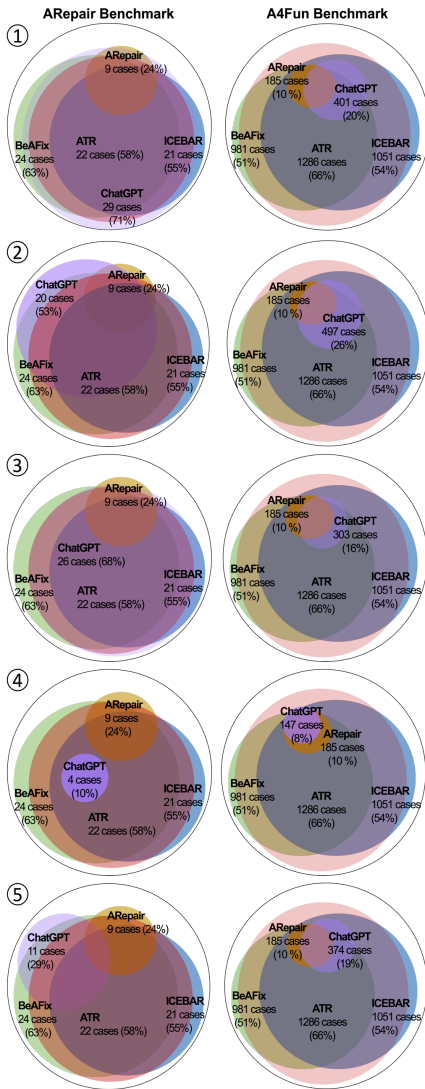 ARepair Benchmark
A4Fun Benchmark
1
ARepair
9 cases (24%)
BeAFix
24 cases
(63%)
ATR
22 cases (58%)
ICEBAR
21 cases
(55%)
ChatGPT
29 cases
(71%)
ARepair
185 cases
(10 %)
ChatGPT
401 cases
(20%)
BeAFix
981 cases
(51%)
ATR
1286 cases
(66%)
ICEBAR
1051 cases
(54%)
2
ChatGPT
20 cases
(53%)
ARepair
9 cases (24%)
BeAFix
24 cases
(63%)
ATR
22 cases (58%)
ICEBAR
21 cases
(55%)
ARepair
185 cases
(10 %)
ChatGPT
497 cases
(26%)
BeAFix
981 cases
(51%)
ATR
1286 cases
(66%)
ICEBAR
1051 cases
(54%)
3
ARepair
9 cases (24%)
ChatGPT
26 cases (68%)
BeAFix
24 cases
(63%)
ATR
22 cases (58%)
ICEBAR
21 cases
(55%)
ARepair
185 cases
(10 %)
ChatGPT
303 cases
(16%)
BeAFix
981 cases
(51%)
ATR
1286 cases
(66%)
ICEBAR
1051 cases
(54%)
4
ARepair
9 cases
(24%)
ChatGPT
4 cases
(10%)
BeAFix
24 cases
(63%)
ATR
22 cases (58%)
ICEBAR
21 cases
(55%)
ChatGPT
147 cases
(8%)
ARepair
185 cases
(10 %)
BeAFix
981 cases
(51%)
ATR
1286 cases
(66%)
ICEBAR
1051 cases
(54%)
5
ChatGPT
11 cases
(29%)
ARepair
9 cases (24%)
BeAFix
24 cases
(63%)
ATR
22 cases (58%)
ICEBAR
21 cases
(55%)
ARepair
185 cases
(10 %)
ChatGPT
374 cases
(19%)
BeAFix
981 cases
(51%)
ATR
1286 cases
(66%)
ICEBAR
1051 cases
(54%)